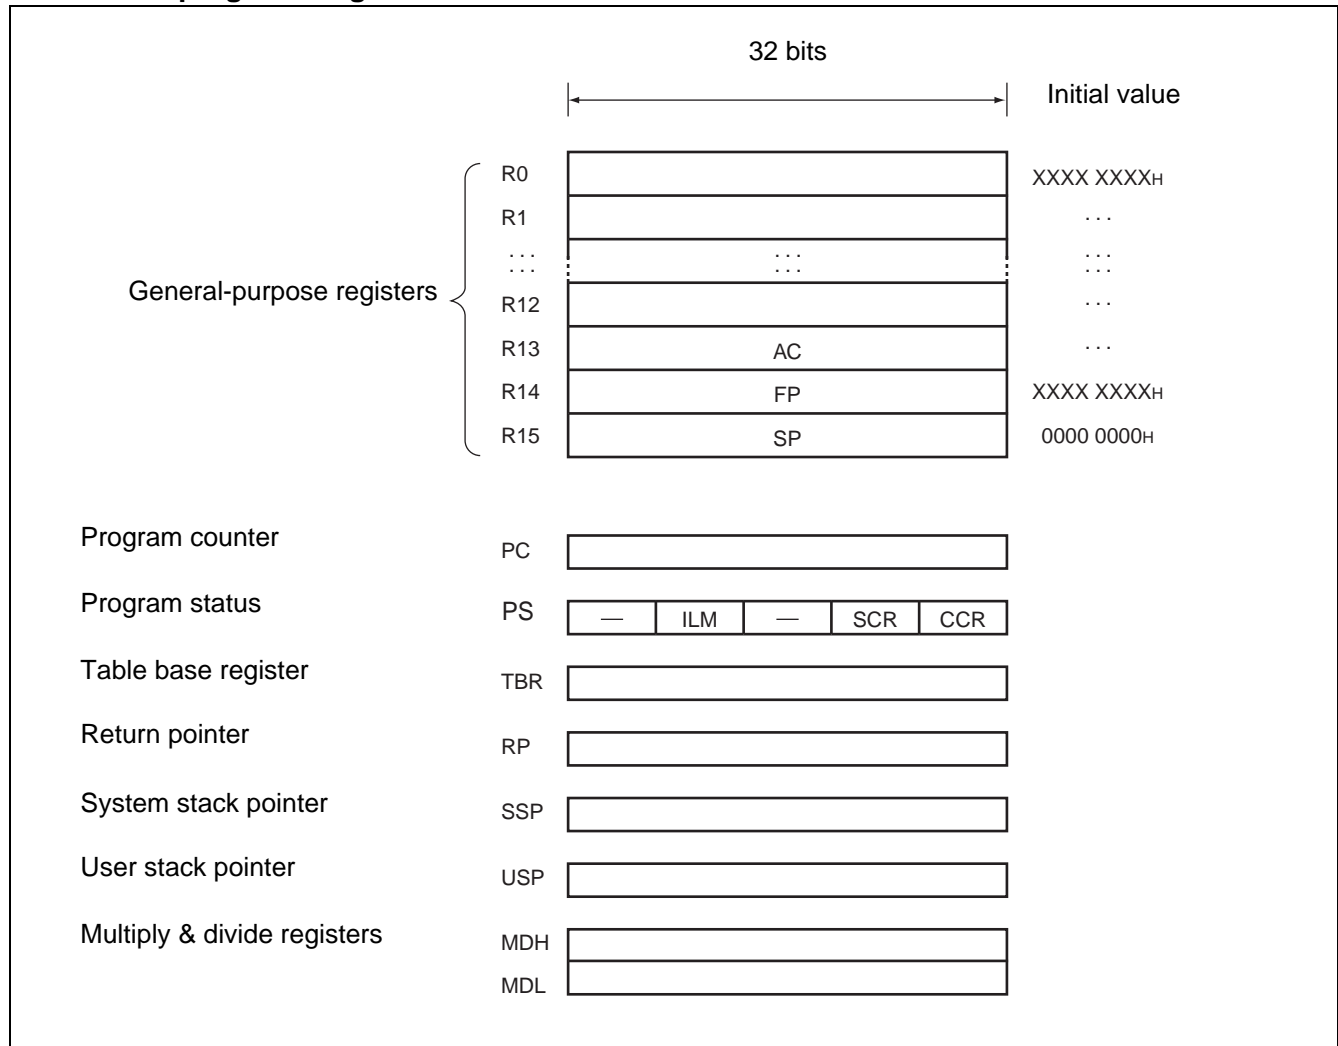 32 bits
Initial value
R0 XXXX XXXXH
R1 ...
... ... ...
... ... ...
General-purpose registers
R12 ...
R13 AC ...
R14 FP XXXX XXXXH
R15 SP 0000 0000H
Program counter PC
Program status PS — ILM — SCR CCR
Table base register TBR
Return pointer RP
System stack pointer SSP
User stack pointer USP
Multiply & divide registers MDH
MDL